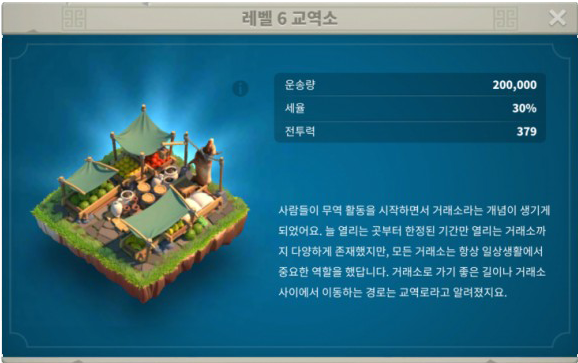 레벨 6 교역소
운송량 200,000
세율 30%
전투력 379
사람들이 무역 활동을 시작하면서 거래소라는 개념이 생기게
되었어요. 늘 열리는 곳부터 한정된 기간만 열리는 거래소까
지 다양하게 존재했지만, 모든 거래소는 항상 일상생활에서
중요한 역할을 했답니다. 거래소로 가기 좋은 길이나 거래소
사이에서 이동하는 경로는 교역로라고 알려졌지요.